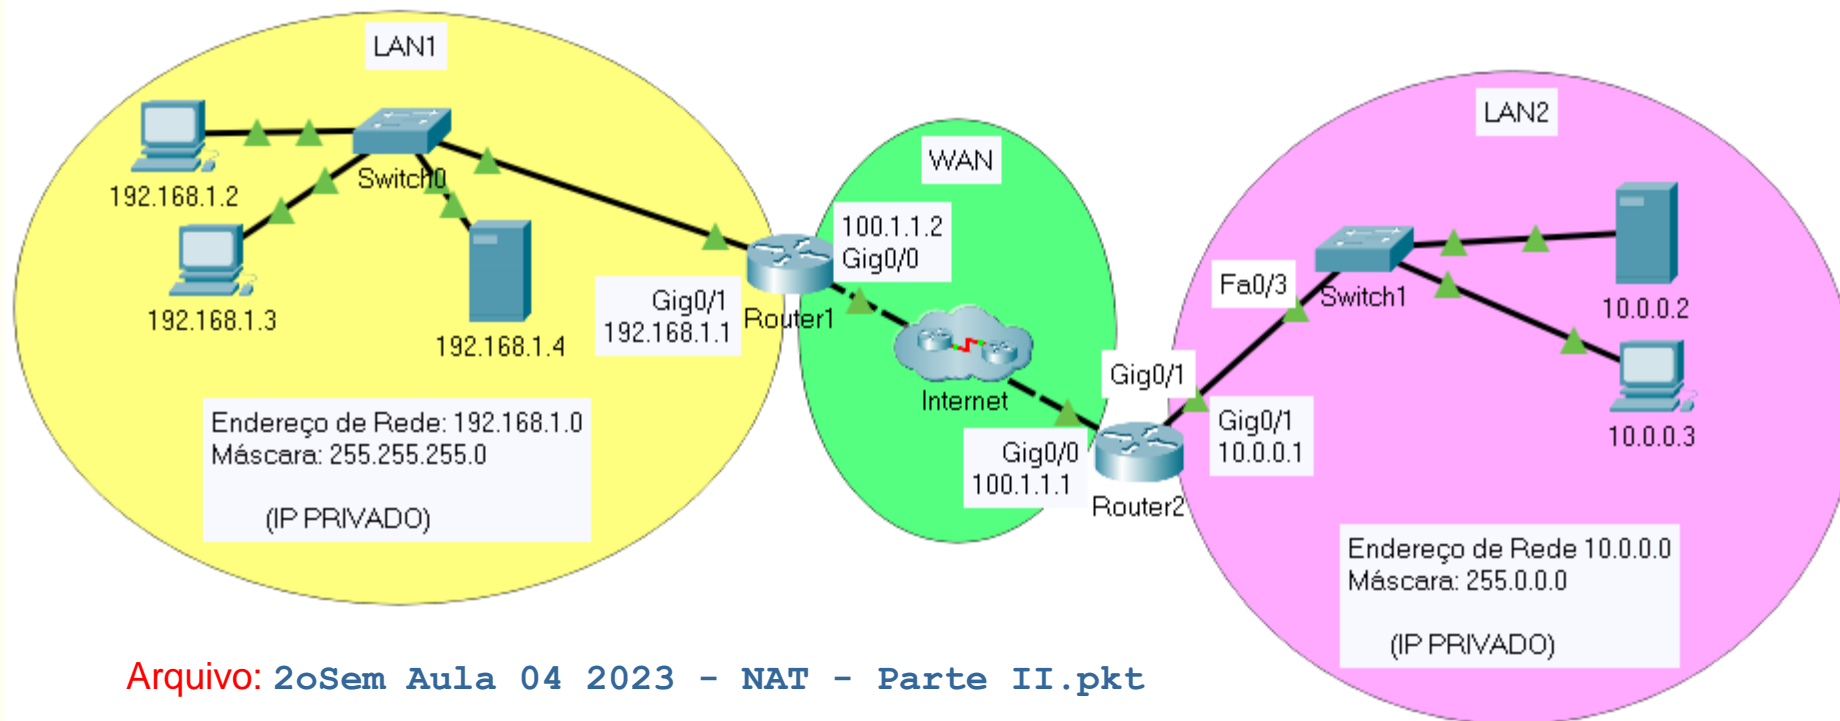 LAN1
192.168.1.2
Switch0
192.168.1.3
192.168.1.4
Gig0/1
192.168.1.1
Router1
Endereço de Rede: 192.168.1.0
Máscara: 255.255.255.0
(IP PRIVADO)
WAN
100.1.1.2
Gig0/0
Internet
Gig0/0
100.1.1.1
Router2
Gig0/1
Gig0/1
10.0.0.1
LAN2
Fa0/3
Switch1
10.0.0.2
10.0.0.3
Endereço de Rede 10.0.0.0
Máscara: 255.0.0.0
(IP PRIVADO)
Arquivo: 2oSem Aula 04 2023 - NAT - Parte II.pkt